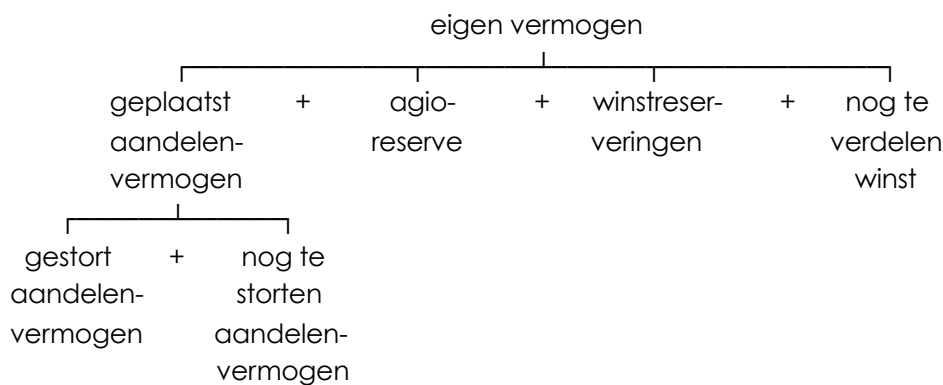 eigen vermogen
geplaatst + agio- + winstreser- + nog te
aandelen- reserve veringen verdelen
vermogen winst
gestort + nog te
aandelen- storten
vermogen aandelen-
vermogen